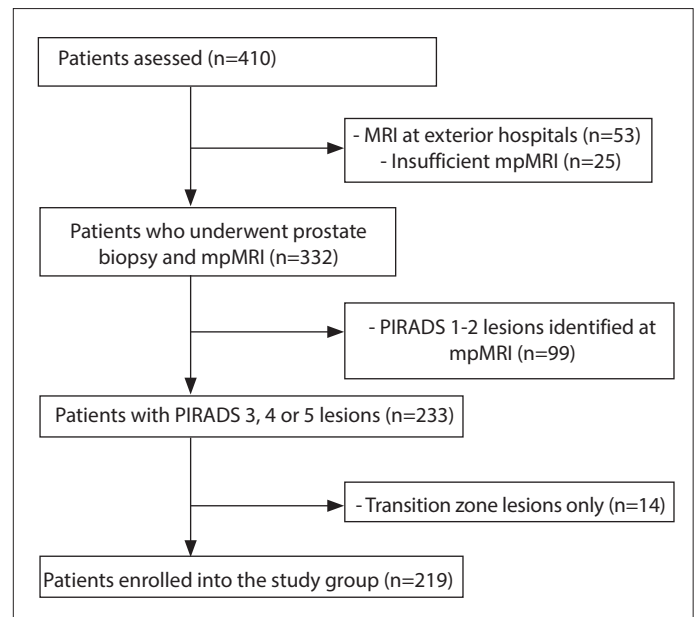 Patients asessed (n=410)
- MRI at exterior hospitals (n=53)
- Insufficient mpMRI (n=25)
Patients who underwent prostate
biopsy and mpMRI (n=332)
- PIRADS 1-2 lesions identified at
mpMRI (n=99)
Patients with PIRADS 3, 4 or 5 lesions (n=233)
- Transition zone lesions only (n=14)
Patients enrolled into the study group (n=219)